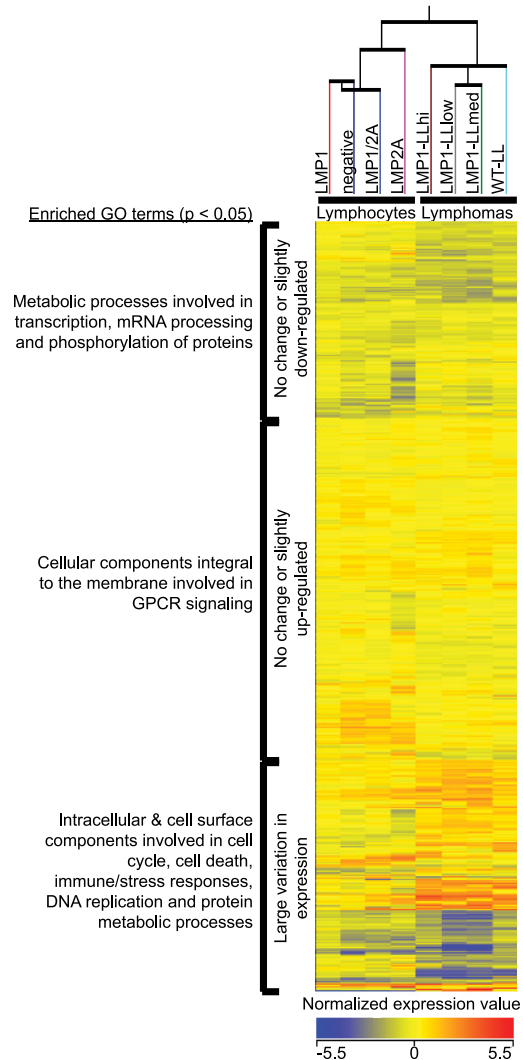 LMP1
negative
LMP1/2A
LMP2A
LMP1-LLhi
LMP1-LLlow
LMP1-LLmed
WT-LL
Enriched GO terms (p < 0.05)
Lymphocytes
Lymphomas
Metabolic processes involved in
transcription, mRNA processing
and phosphorylation of proteins
No change or slightly
down-regulated
Cellular components integral
to the membrane involved in
GPCR signaling
No change or slightly
up-regulated
Intracellular & cell surface
components involved in cell
cycle, cell death,
immune/stress responses,
DNA replication and protein
metabolic processes
Large variation in
expression
Normalized expression value
-5.5
0
5.5